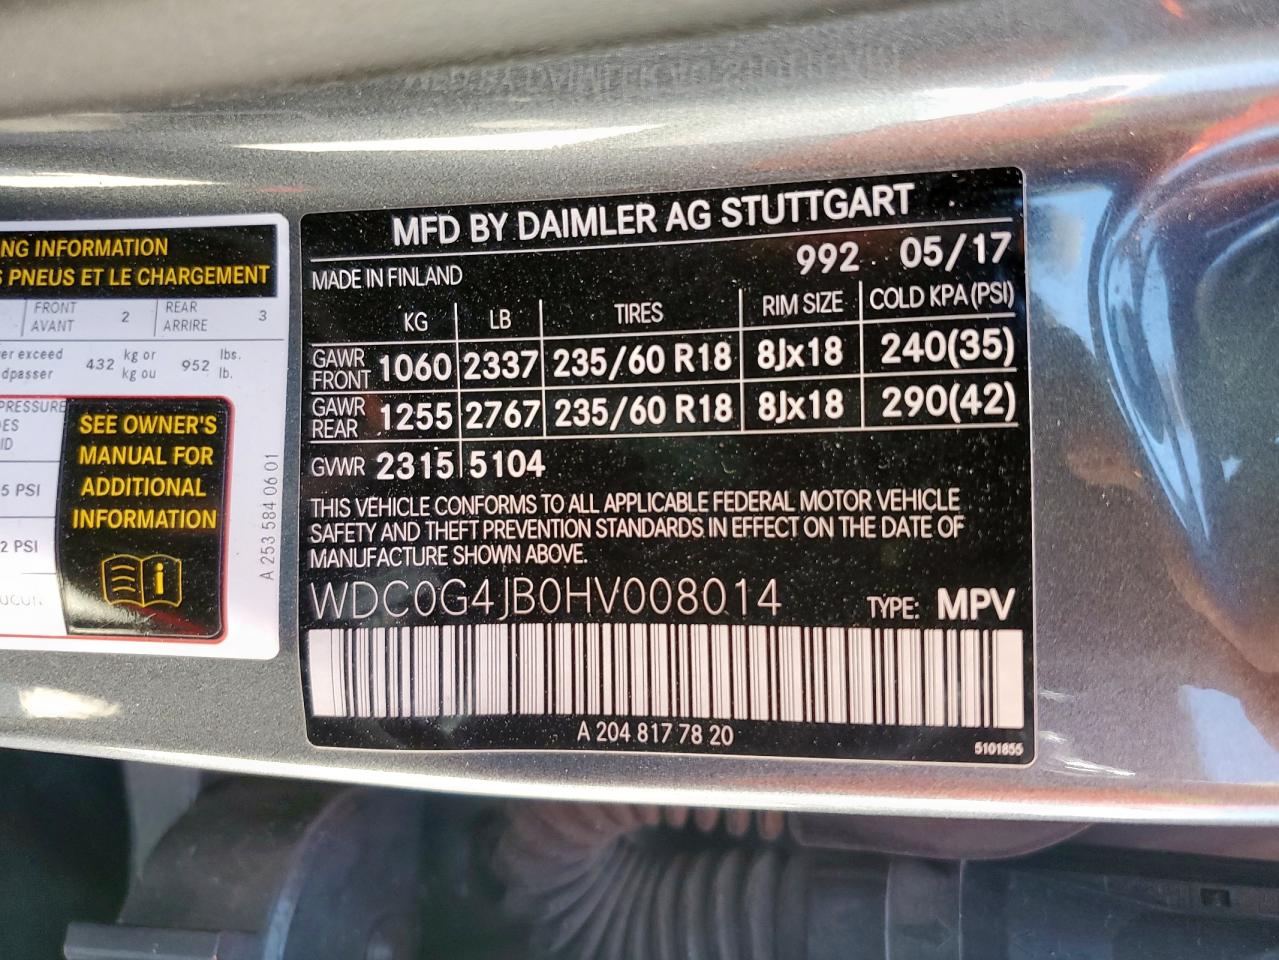 NG INFORMATION
S PNEUS ET LE CHARGEMENT
FRONT
AVANT
2
REAR
ARRIÈRE
3
er exceed
dpasser
432
kg or
kg ou
952
lbs.
lb.
PRESSURE
ES
ID
5 PSI
2 PSI
SEE OWNER'S
MANUAL FOR
ADDITIONAL
INFORMATION
i
A 253 584 06 01
MFD BY DAIMLER AG STUTTGART
992 05/17
MADE IN FINLAND
KG LB TIRES RIM SIZE COLD KPA (PSI)
GAWR FRONT 1060 2337 235/60 R18 8Jx18 240(35)
GAWR REAR 1255 2767 235/60 R18 8Jx18 290(42)
GVWR 2315 5104
THIS VEHICLE CONFORMS TO ALL APPLICABLE FEDERAL MOTOR VEHICLE
SAFETY AND THEFT PREVENTION STANDARDS IN EFFECT ON THE DATE OF
MANUFACTURE SHOWN ABOVE.
WDC0G4JB0HV008014 TYPE: MPV
A 204 817 78 20
5101855